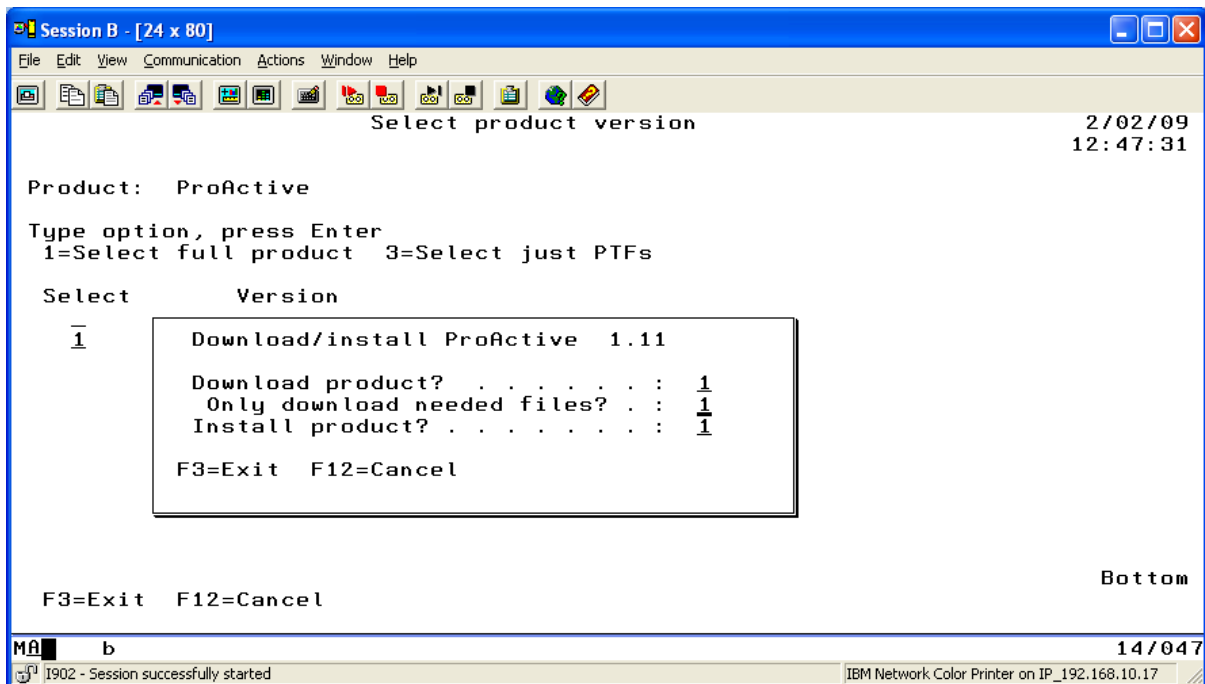 Session B - [24 x 80]
File Edit View Communication Actions Window Help
Select product version 2/02/09
12:47:31
Product: ProActive
Type option, press Enter
1=Select full product 3=Select just PTFs
Select Version
1 Download/install ProActive 1.11
Download product? . . . . . . : 1
Only download needed files? . : 1
Install product? . . . . . . . : 1
F3=Exit F12=Cancel
Bottom
F3=Exit F12=Cancel
MA b 14/047
I902 - Session successfully started IBM Network Color Printer on IP_192.168.10.17